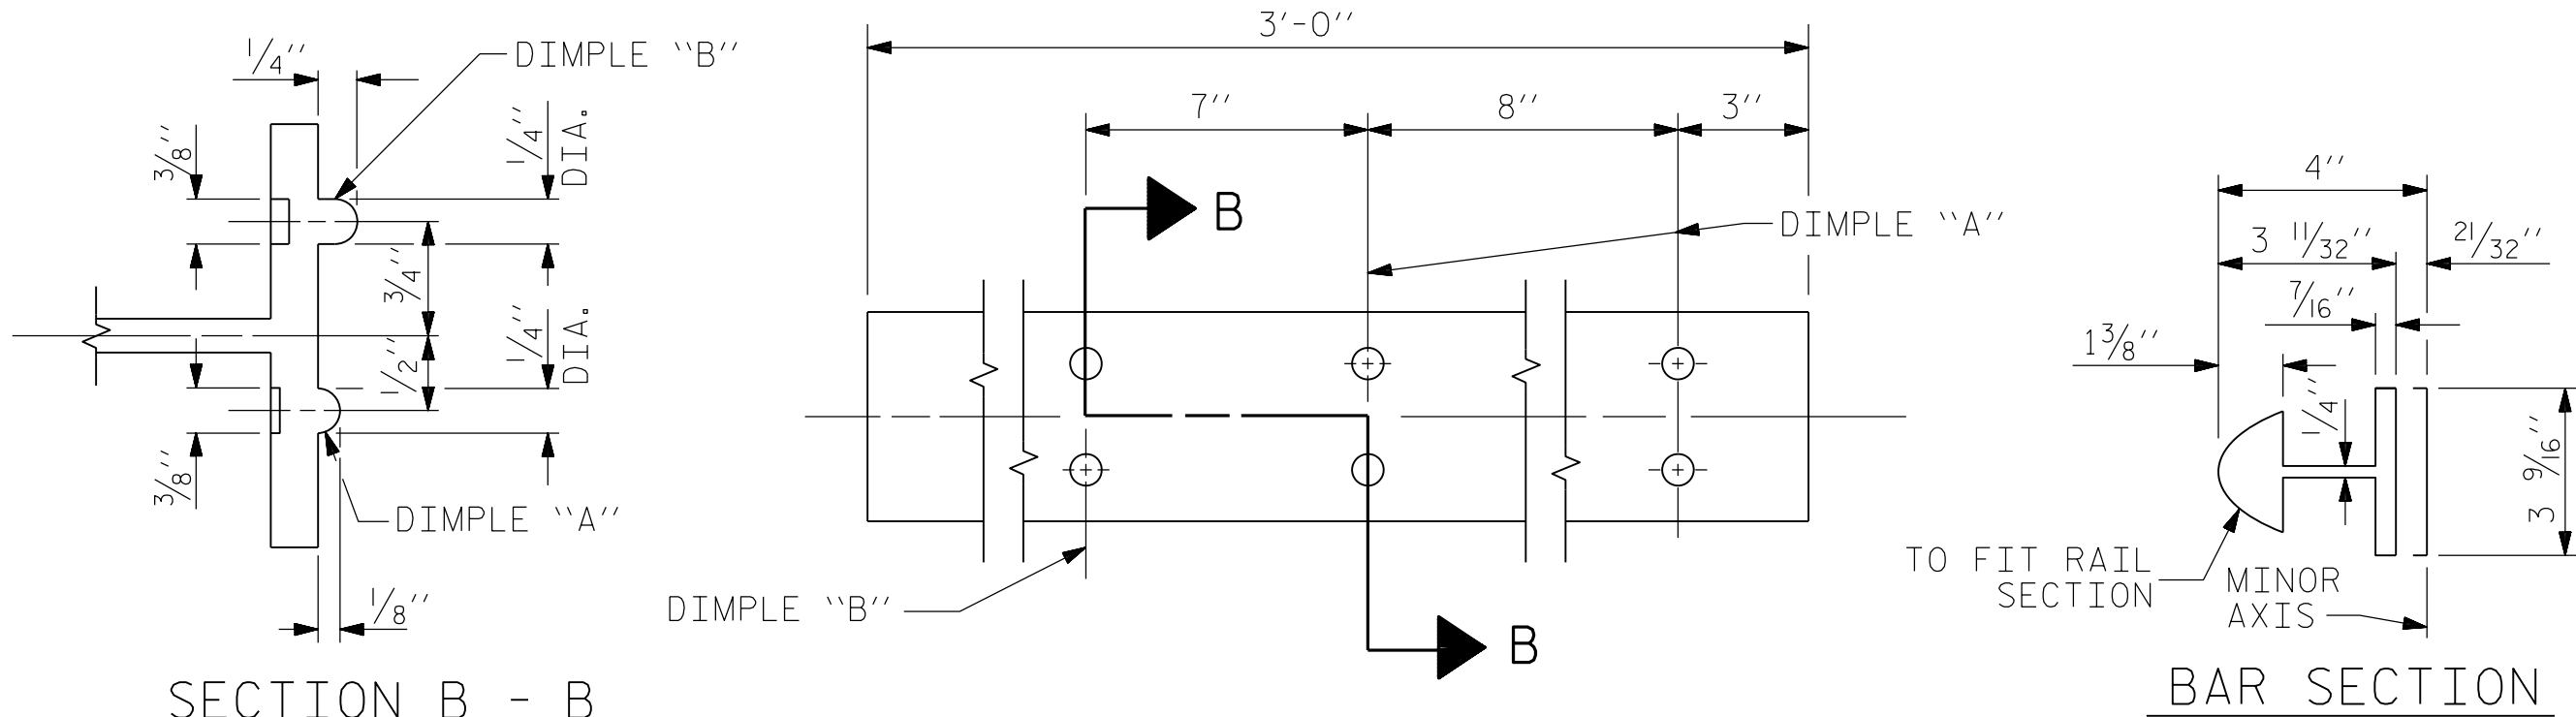 1/4"
DIMPLE "B"
3/8"
1/4"
DIA.
3/4"
1/4"
DIA.
1/2"
3/8"
DIMPLE "A"
1/8"
SECTION B - B
3'-0"
7"
8"
3"
B
DIMPLE "A"
DIMPLE "B"
B
4"
3 11/32"
21/32"
7/16"
1 3/8"
1/4"
3 9/16"
TO FIT RAIL
SECTION
MINOR
AXIS
BAR SECTION